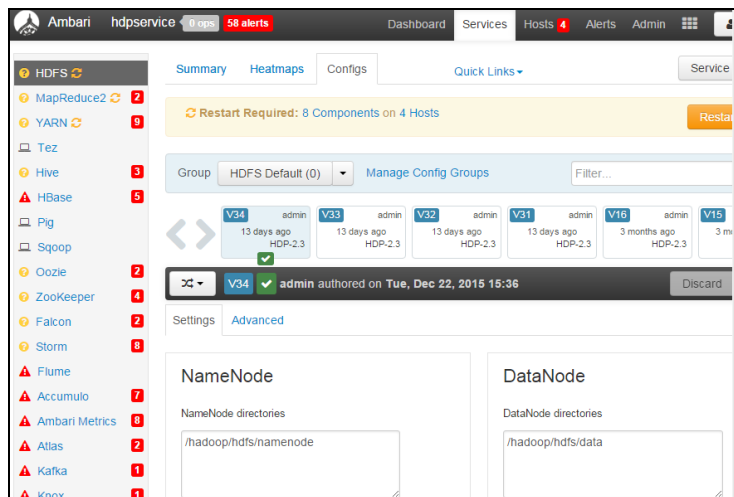 Ambari hdpservice 0 ops 58 alerts Dashboard Services Hosts 4 Alerts Admin
HDFS
MapReduce2 2
YARN 9
Tez
Hive 3
HBase 5
Pig
Sqoop
Oozie 2
ZooKeeper 4
Falcon 2
Storm 8
Flume
Accumulo 7
Ambari Metrics 8
Atlas 2
Kafka 1
Knox 1
Summary Heatmaps Configs Quick Links Service
Restart Required: 8 Components on 4 Hosts
Restar
Group HDFS Default (0) Manage Config Groups Filter...
V34 admin
13 days ago
HDP-2.3
V33 admin
13 days ago
HDP-2.3
V32 admin
13 days ago
HDP-2.3
V31 admin
13 days ago
HDP-2.3
V16 admin
3 months ago
HDP-2.3
V15
3 m
V34 admin authored on Tue, Dec 22, 2015 15:36 Discard
Settings Advanced
NameNode
NameNode directories
/hadoop/hdfs/namenode
DataNode
DataNode directories
/hadoop/hdfs/data